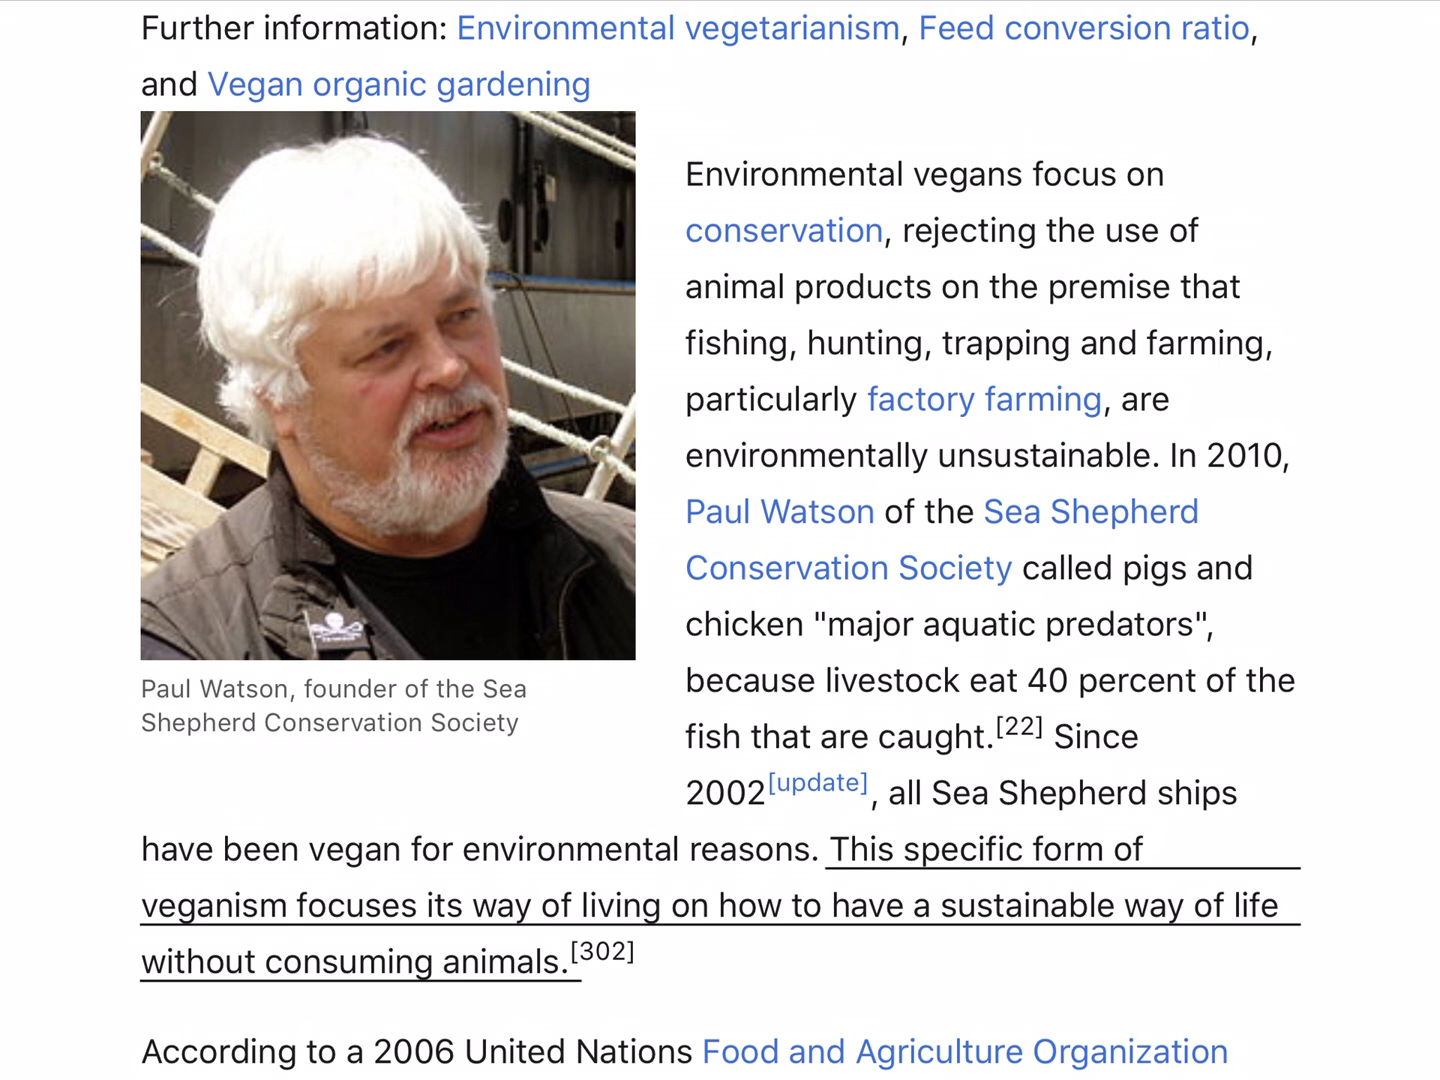 Further information: Environmental vegetarianism, Feed conversion ratio,
and Vegan organic gardening
Environmental vegans focus on
conservation, rejecting the use of
animal products on the premise that
fishing, hunting, trapping and farming,
particularly factory farming, are
environmentally unsustainable. In 2010,
Paul Watson of the Sea Shepherd
Conservation Society called pigs and
chicken "major aquatic predators",
because livestock eat 40 percent of the
fish that are caught.[22] Since
2002[update], all Sea Shepherd ships
Paul Watson, founder of the Sea
Shepherd Conservation Society
have been vegan for environmental reasons. This specific form of
veganism focuses its way of living on how to have a sustainable way of life
without consuming animals.[302]
According to a 2006 United Nations Food and Agriculture Organization